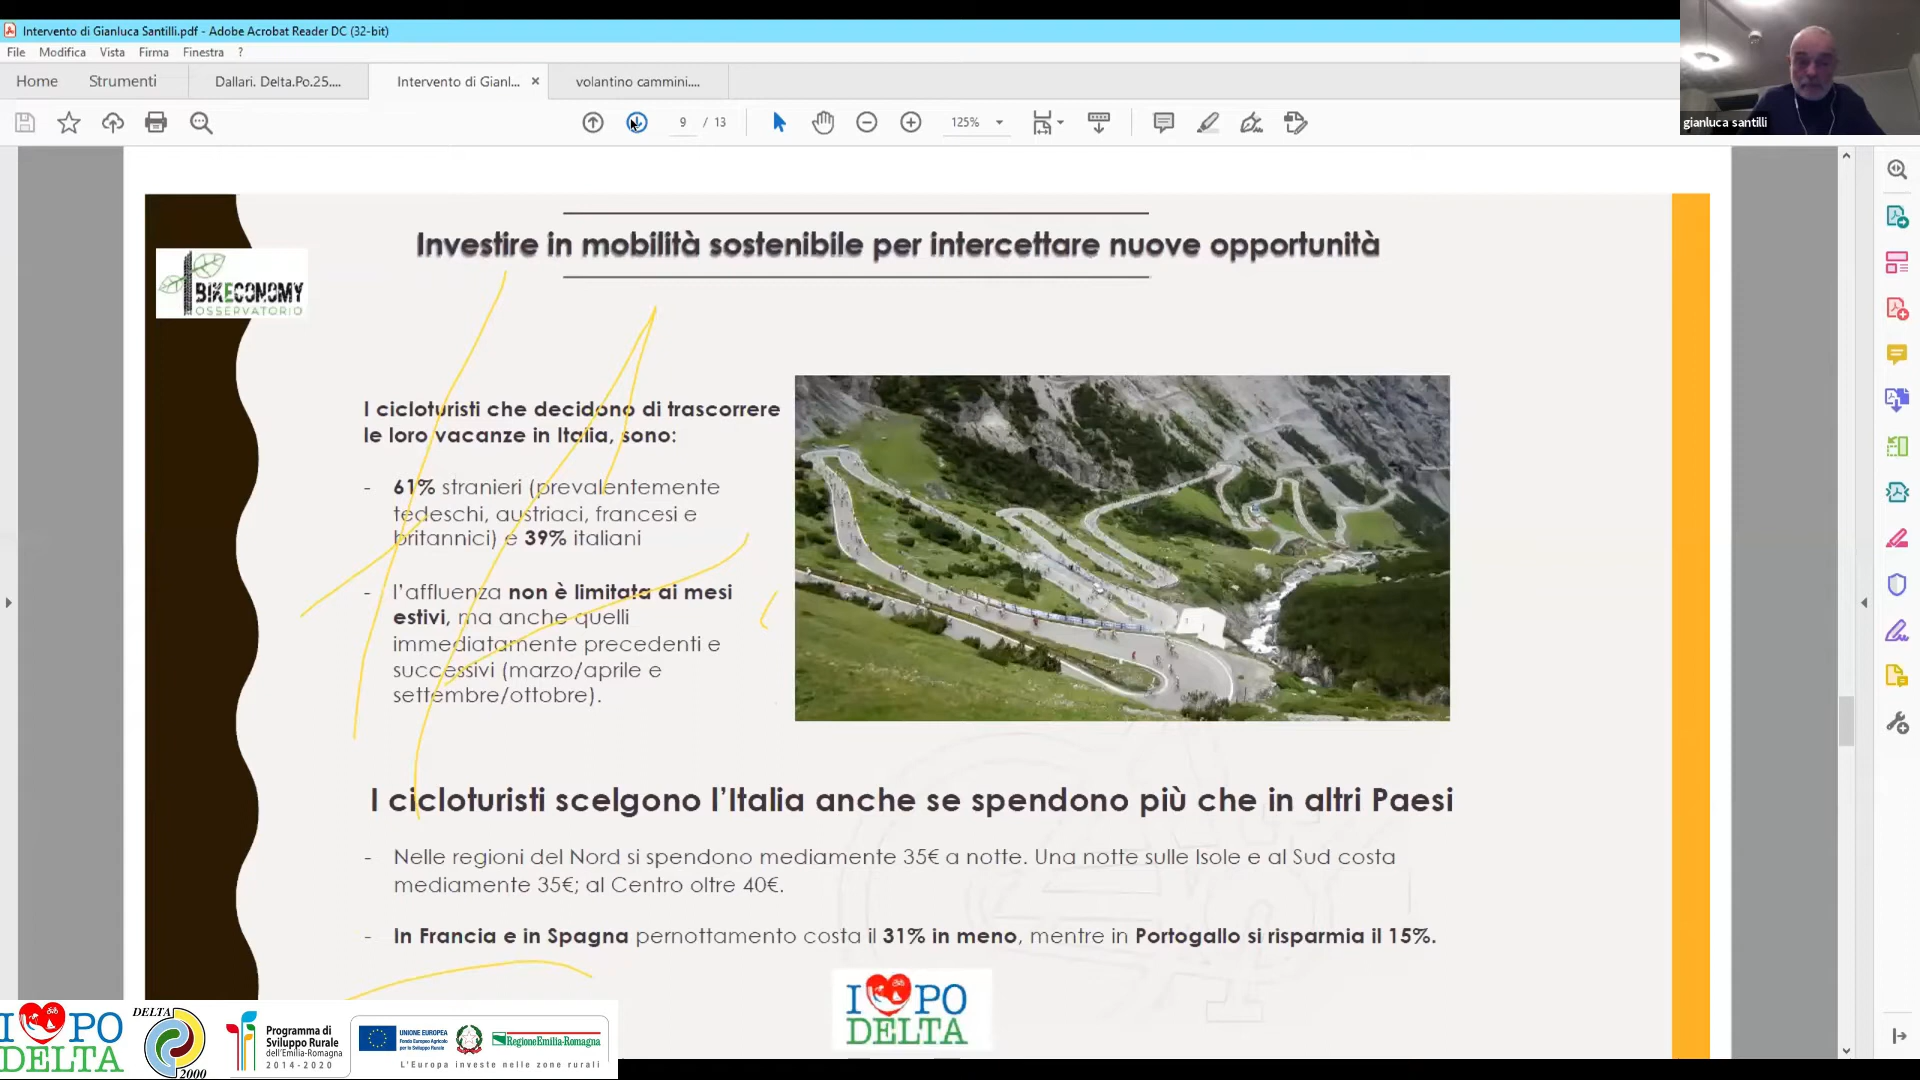 Intervento di Gianluca Santilli.pdf - Adobe Acrobat Reader DC (32-bit)
File Modifica Vista Firma Finestra ?
Home Strumenti Dallari. Delta.Po.25.... Intervento di Gianl... × volantino cammini....
9 / 13 125%
gianluca santilli
Investire in mobilità sostenibile per intercettare nuove opportunità
BIKECONOMY
OSSERVATORIO
I cicloturisti che decidono di trascorrere
le loro vacanze in Italia, sono:
- 61% stranieri (prevalentemente
tedeschi, austriaci, francesi e
britannici) e 39% italiani
- l'affluenza non è limitata ai mesi
estivi, ma anche quelli
immediatamente precedenti e
successivi (marzo/aprile e
settembre/ottobre).
I cicloturisti scelgono l'Italia anche se spendono più che in altri Paesi
- Nelle regioni del Nord si spendono mediamente 35€ a notte. Una notte sulle Isole e al Sud costa
mediamente 35€; al Centro oltre 40€.
- In Francia e in Spagna pernottamento costa il 31% in meno, mentre in Portogallo si risparmia il 15%.
I PO
DELTA
I PO
DELTA
DELTA
2000
Programma di
Sviluppo Rurale
dell'Emilia-Romagna
2014-2020
UNIONE EUROPEA
Fondo Europeo Agricolo
per lo Sviluppo Rurale
RegioneEmilia-Romagna
L'Europa investe nelle zone rurali